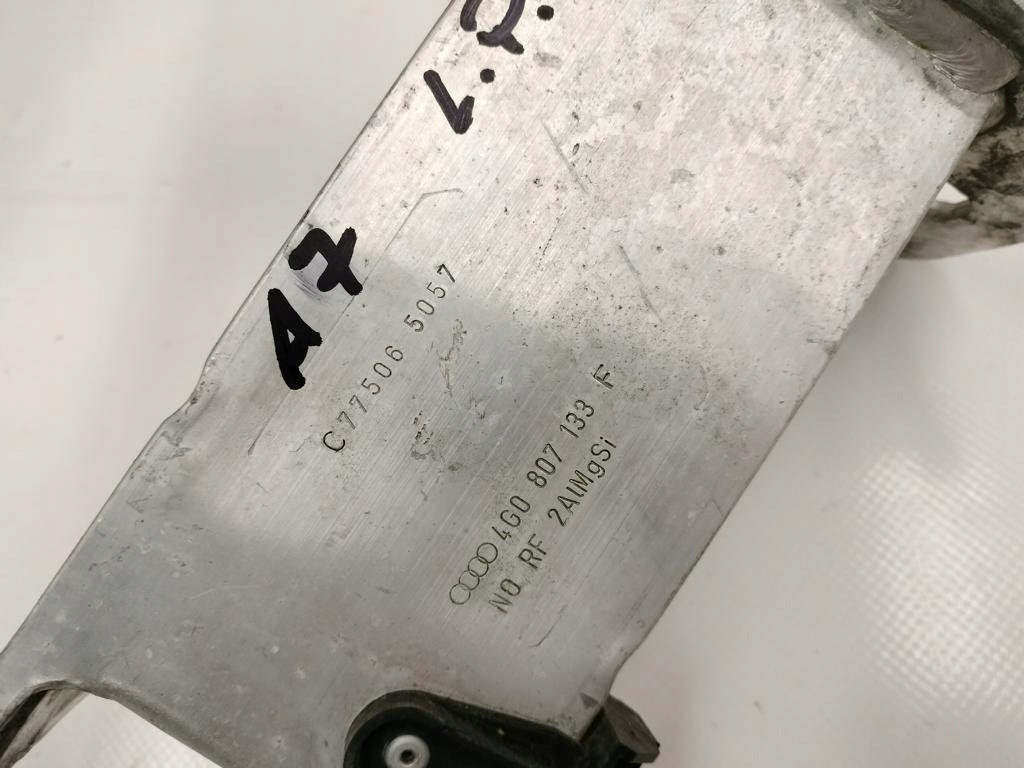 A7
C77506 5057
4G0 807 133 F
NO RF 2AlMgSi